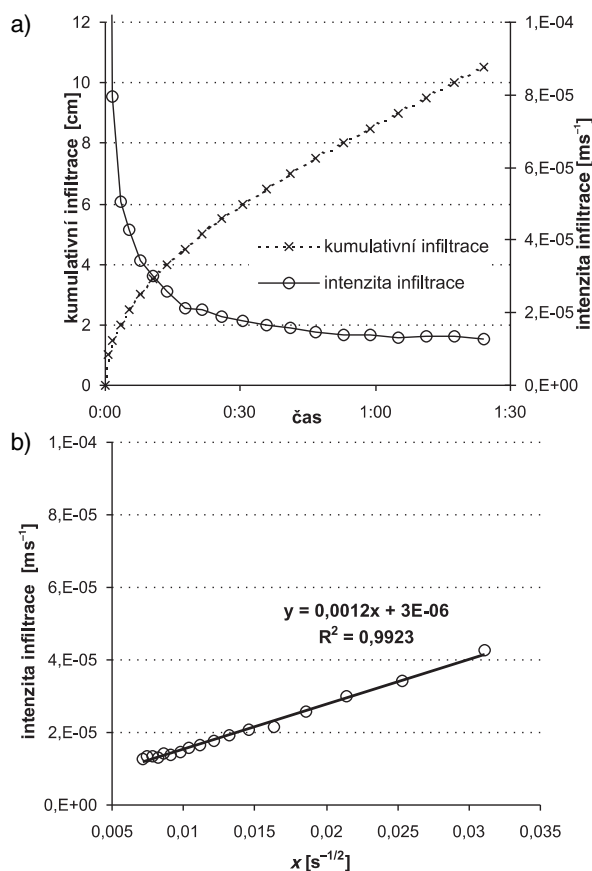 a)
kumulativní infiltrace [cm]
12
10
8
6
4
2
0
1,E-04
8,E-05
6,E-05
4,E-05
2,E-05
0,E+00
intenzita infiltrace [ms⁻¹]
kumulativní infiltrace
intenzita infiltrace
0:00 0:30 1:00 1:30
čas
b)
intenzita infiltrace [ms⁻¹]
1,E-04
8,E-05
6,E-05
4,E-05
2,E-05
0,E+00
y = 0,0012x + 3E-06
R² = 0,9923
0,005 0,01 0,015 0,02 0,025 0,03 0,035
x [s⁻¹/²]